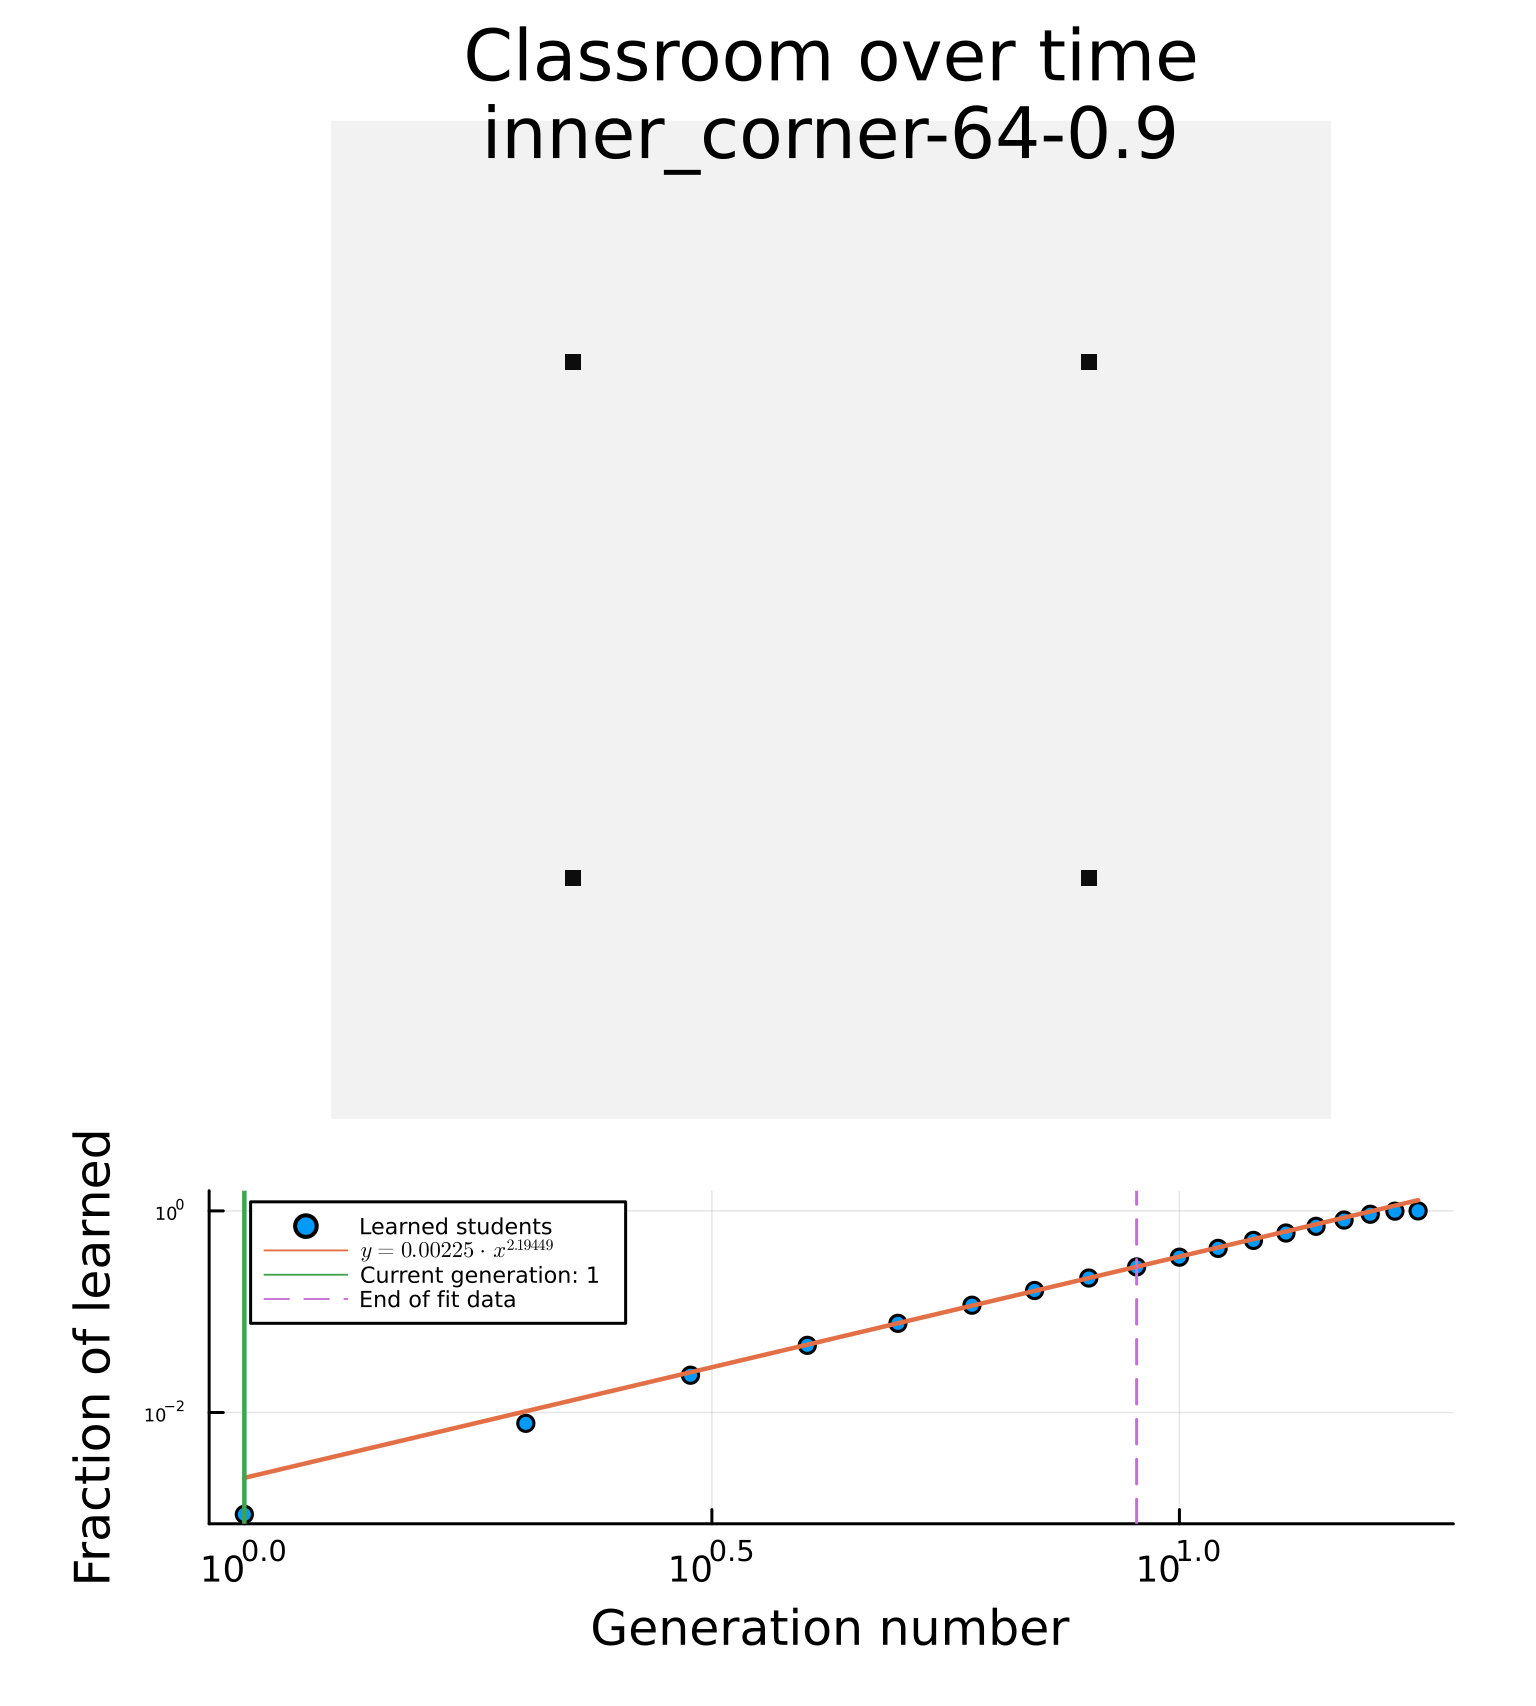 Classroom over time
inner_corner-64-0.9
Fraction of learned
10^0
10^-2
Learned students
y = 0.00225 · x^2.19449
Current generation: 1
End of fit data
10^0.0 10^0.5 10^1.0
Generation number